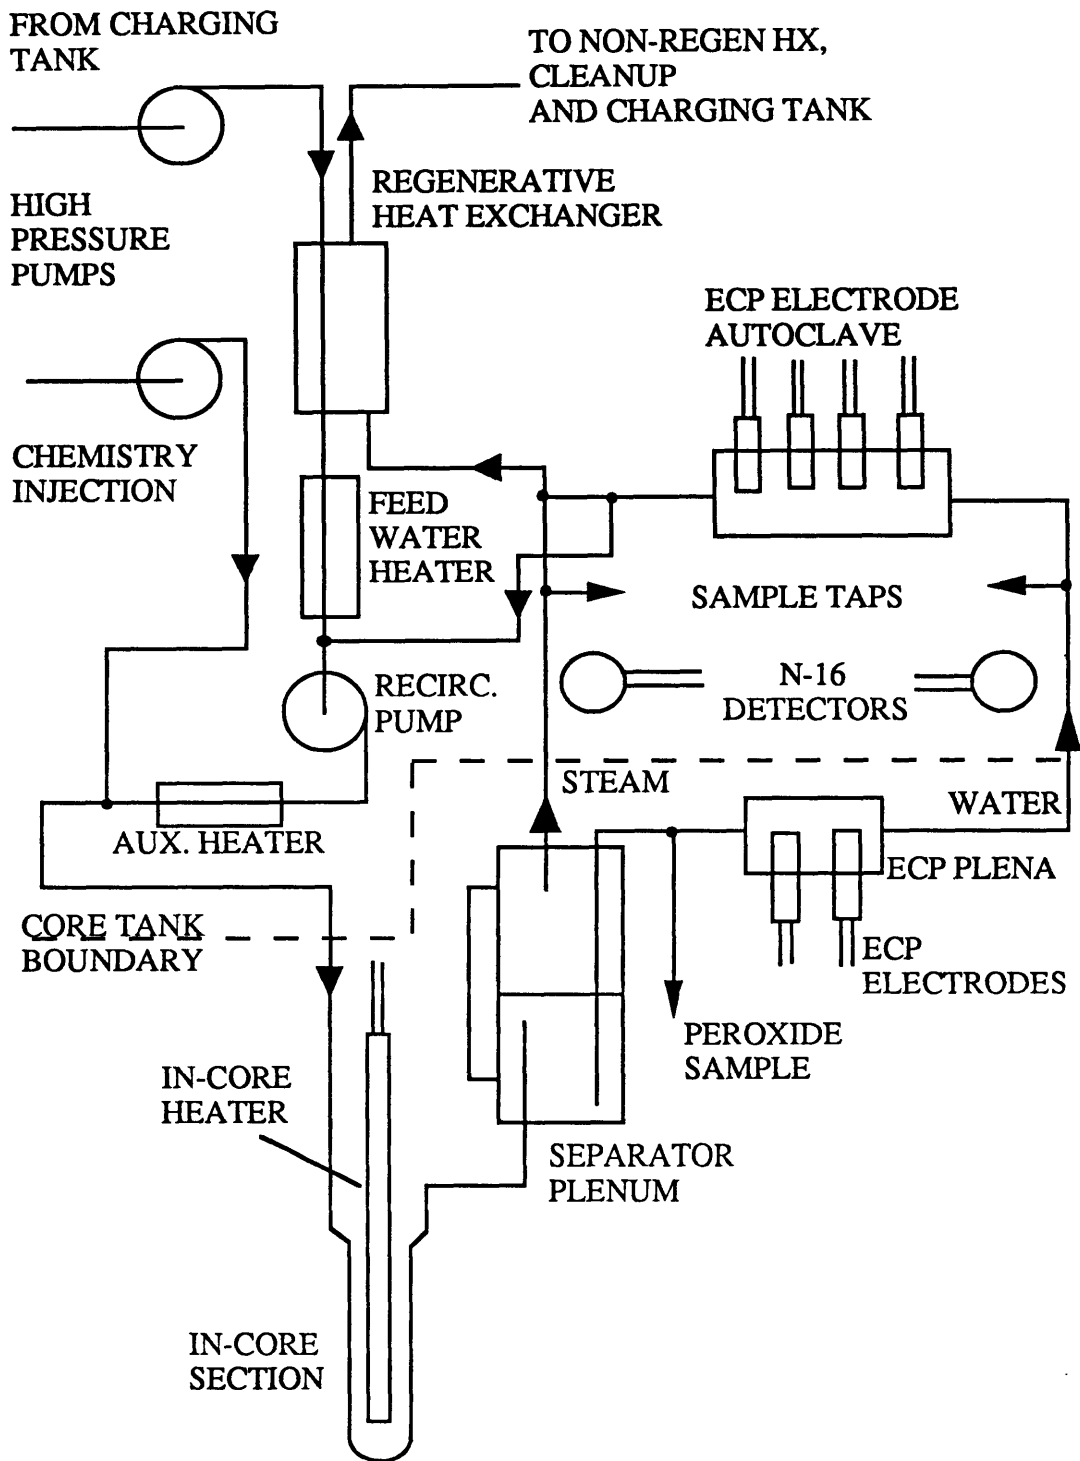 FROM CHARGING
TANK
TO NON-REGEN HX,
CLEANUP
AND CHARGING TANK
HIGH
PRESSURE
PUMPS
REGENERATIVE
HEAT EXCHANGER
ECP ELECTRODE
AUTOCLAVE
CHEMISTRY
INJECTION
FEED
WATER
HEATER
SAMPLE TAPS
RECIRC.
PUMP
N-16
DETECTORS
STEAM
WATER
AUX. HEATER
ECP PLENA
CORE TANK
BOUNDARY
ECP
ELECTRODES
PEROXIDE
SAMPLE
IN-CORE
HEATER
SEPARATOR
PLENUM
IN-CORE
SECTION